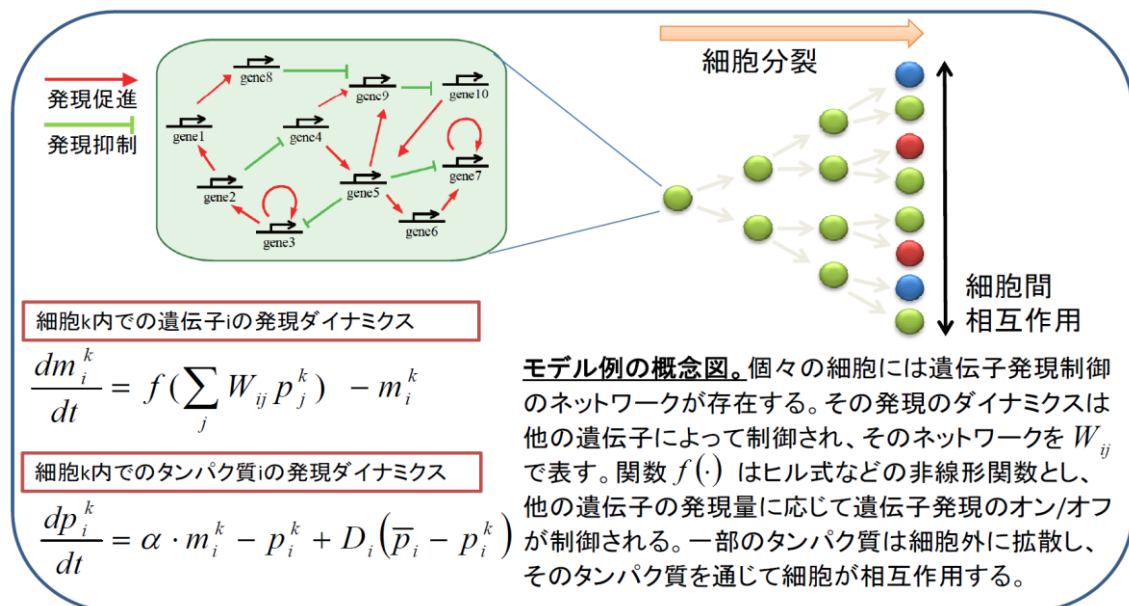 細胞分裂
発現促進
発現抑制
gene8
gene9
gene10
gene1
gene4
gene7
gene2
gene5
gene3
gene6
細胞間
相互作用
細胞k内での遺伝子iの発現ダイナミクス
\frac{dm_i^k}{dt} = f(\sum_j W_{ij} p_j^k) - m_i^k
細胞k内でのタンパク質iの発現ダイナミクス
\frac{dp_i^k}{dt} = \alpha \cdot m_i^k - p_i^k + D_i(\overline{p}_i - p_i^k)
モデル例の概念図。個々の細胞には遺伝子発現制御
のネットワークが存在する。その発現のダイナミクスは
他の遺伝子によって制御され、そのネットワークを W_{ij}
で表す。関数 f(·) はヒル式などの非線形関数とし、
他の遺伝子の発現量に応じて遺伝子発現のオン/オフ
が制御される。一部のタンパク質は細胞外に拡散し、
そのタンパク質を通じて細胞が相互作用する。